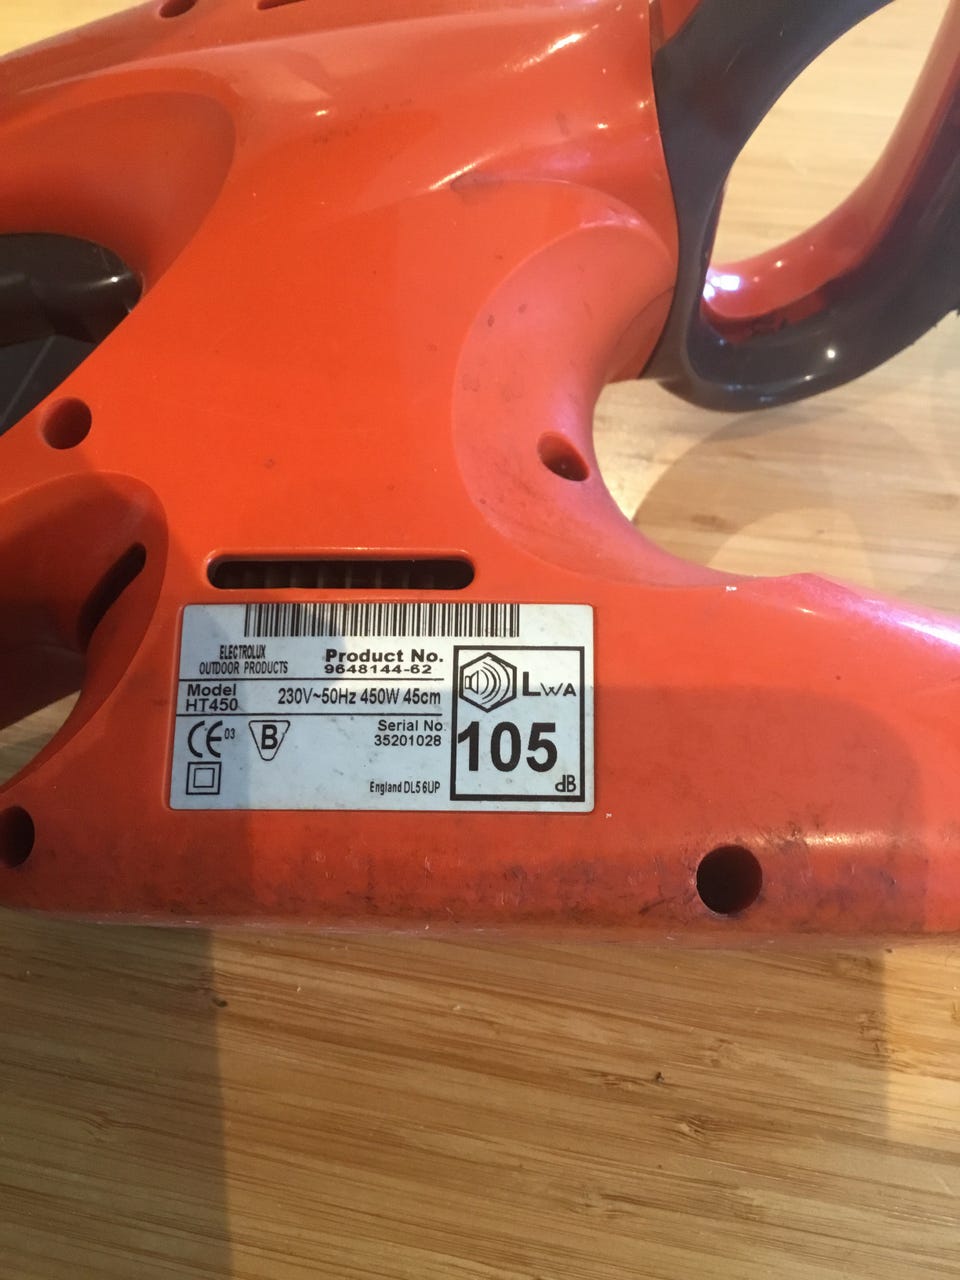 ELECTROLUX
OUTDOOR PRODUCTS
Product No.
9648144-62
Model
HT450
230V~50Hz 450W 45cm
CE 03
B
Serial No.
35201028
England DL5 6UP
LWA
105
dB